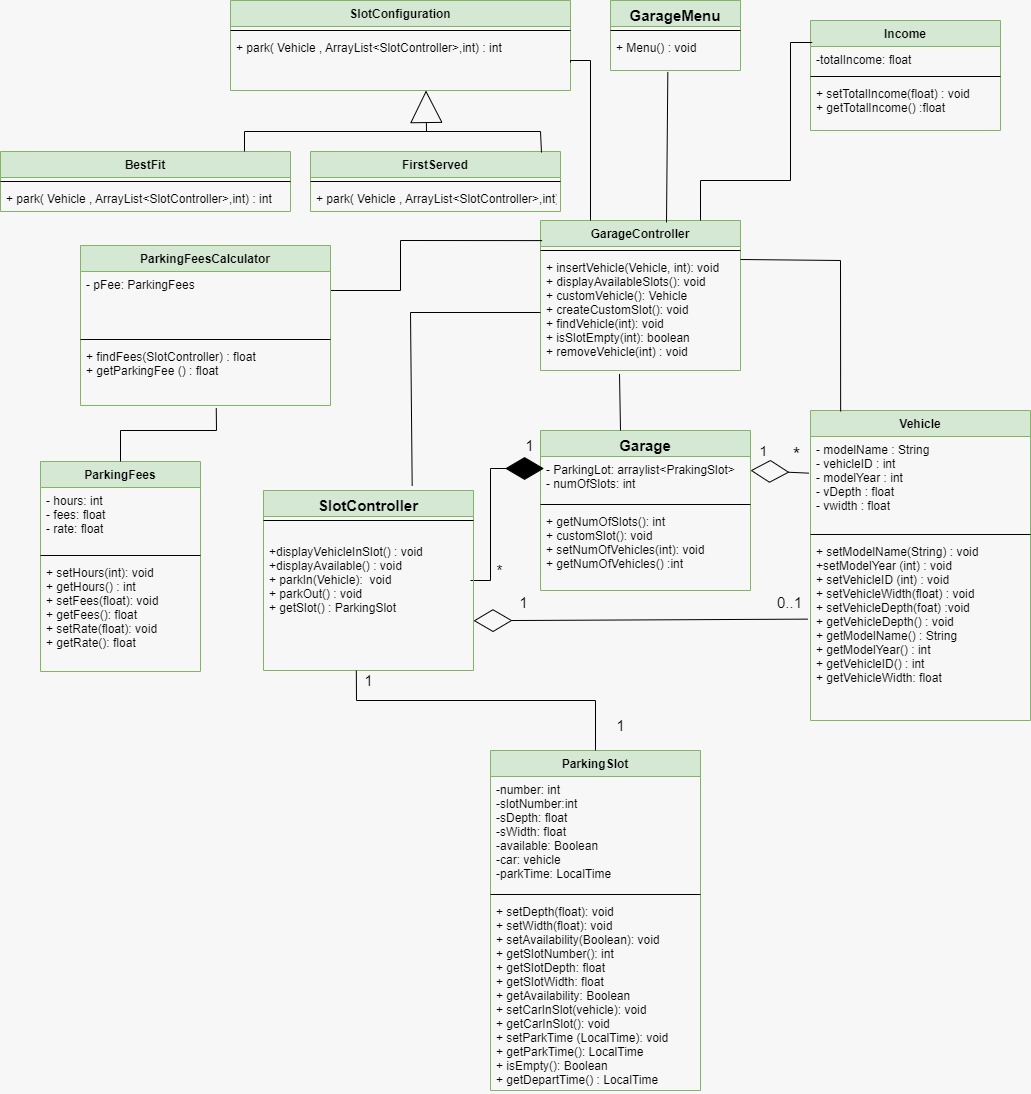 SlotConfiguration
+ park( Vehicle , ArrayList<SlotController>,int) : int
GarageMenu
+ Menu() : void
Income
-totalIncome: float
+ setTotalIncome(float) : void
+ getTotalIncome() :float
BestFit
+ park( Vehicle , ArrayList<SlotController>,int) : int
FirstServed
+ park( Vehicle , ArrayList<SlotController>,int)
GarageController
+ insertVehicle(Vehicle, int): void
+ displayAvailableSlots(): void
+ customVehicle(): Vehicle
+ createCustomSlot(): void
+ findVehicle(int): void
+ isSlotEmpty(int): boolean
+ removeVehicle(int) : void
ParkingFeesCalculator
- pFee: ParkingFees
+ findFees(SlotController) : float
+ getParkingFee () : float
ParkingFees
- hours: int
- fees: float
- rate: float
+ setHours(int): void
+ getHours() : int
+ setFees(float): void
+ getFees(): float
+ setRate(float): void
+ getRate(): float
SlotController
+displayVehicleInSlot() : void
+displayAvailable() : void
+ parkIn(Vehicle): void
+ parkOut() : void
+ getSlot() : ParkingSlot
1
*
Garage
- ParkingLot: arraylist<PrakingSlot>
- numOfSlots: int
+ getNumOfSlots(): int
+ customSlot(): void
+ setNumOfVehicles(int): void
+ getNumOfVehicles() :int
1
*
Vehicle
- modelName : String
- vehicleID : int
- modelYear : int
- vDepth : float
- vwidth : float
+ setModelName(String) : void
+setModelYear (int) : void
+ setVehicleID (int) : void
+ setVehicleWidth(float) : void
+ setVehicleDepth(foat) :void
+ getVehicleDepth() : void
+ getModelName() : String
+ getModelYear() : int
+ getVehicleID() : int
+ getVehicleWidth: float
1
0..1
1
1
ParkingSlot
-number: int
-slotNumber:int
-sDepth: float
-sWidth: float
-available: Boolean
-car: vehicle
-parkTime: LocalTime
+ setDepth(float): void
+ setWidth(float): void
+ setAvailability(Boolean): void
+ getSlotNumber(): int
+ getSlotDepth: float
+ getSlotWidth: float
+ getAvailability: Boolean
+ setCarInSlot(vehicle): void
+ getCarInSlot(): void
+ setParkTime (LocalTime): void
+ getParkTime(): LocalTime
+ isEmpty(): Boolean
+ getDepartTime() : LocalTime